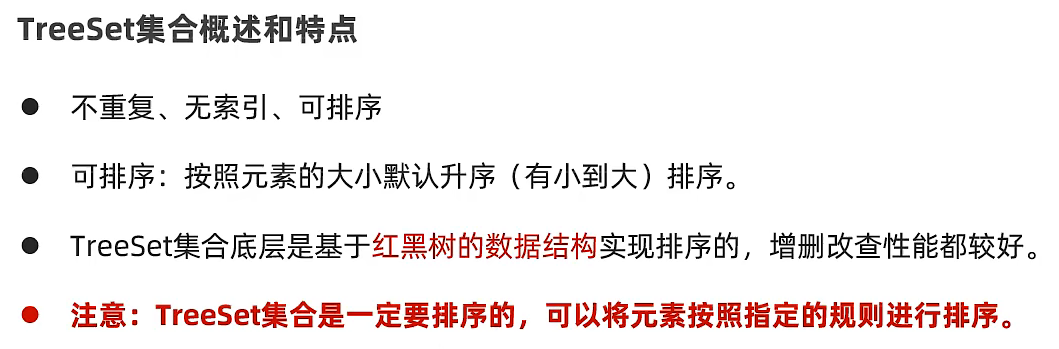 TreeSet集合概述和特点
● 不重复、无索引、可排序
● 可排序：按照元素的大小默认升序（有小到大）排序。
● TreeSet集合底层是基于红黑树的数据结构实现排序的，增删改查性能都较好。
● 注意：TreeSet集合是一定要排序的，可以将元素按照指定的规则进行排序。